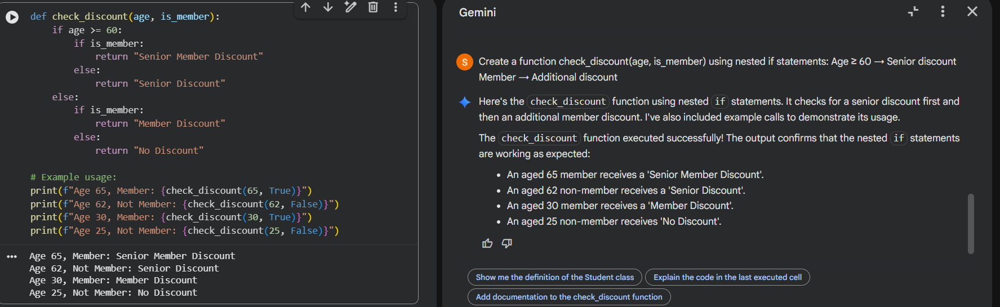 def check_discount(age, is_member):
    if age >= 60:
        if is_member:
            return "Senior Member Discount"
        else:
            return "Senior Discount"
    else:
        if is_member:
            return "Member Discount"
        else:
            return "No Discount"
# Example usage:
print(f"Age 65, Member: {check_discount(65, True)}")
print(f"Age 62, Not Member: {check_discount(62, False)}")
print(f"Age 30, Member: {check_discount(30, True)}")
print(f"Age 25, Not Member: {check_discount(25, False)}")
Age 65, Member: Senior Member Discount
Age 62, Not Member: Senior Discount
Age 30, Member: Member Discount
Age 25, Not Member: No Discount
Gemini
S
Create a function check_discount(age, is_member) using nested if statements: Age ≥ 60 → Senior discount
Member → Additional discount
Here's the check_discount function using nested if statements. It checks for a senior discount first and
then an additional member discount. I've also included example calls to demonstrate its usage.
The check_discount function executed successfully! The output confirms that the nested if statements
are working as expected:
• An aged 65 member receives a 'Senior Member Discount'.
• An aged 62 non-member receives a 'Senior Discount'.
• An aged 30 member receives a 'Member Discount'.
• An aged 25 non-member receives 'No Discount'.
Show me the definition of the Student class
Explain the code in the last executed cell
Add documentation to the check_discount function